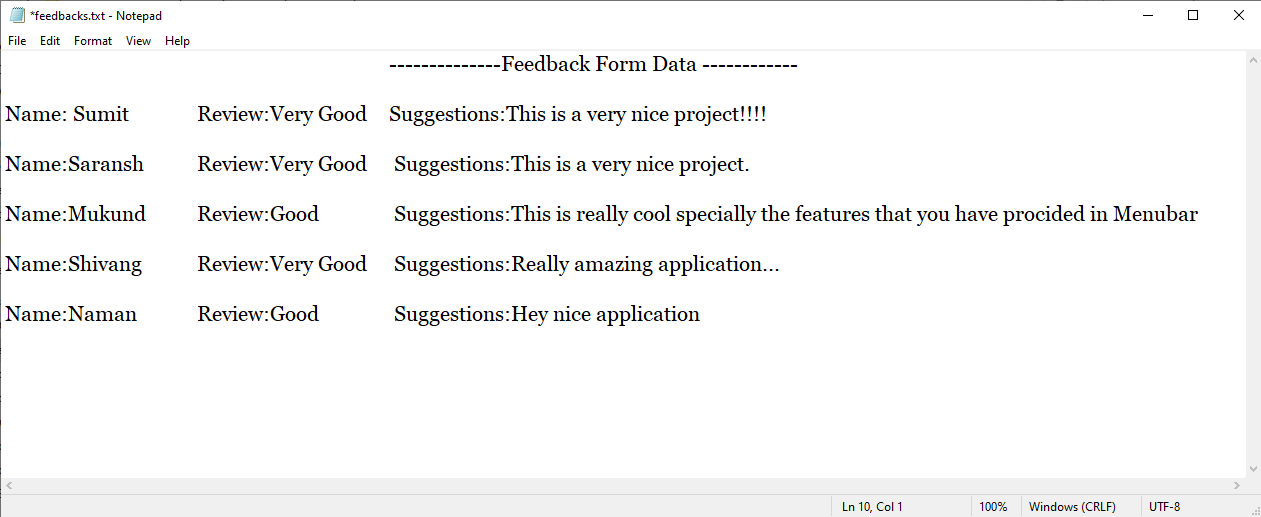 *feedbacks.txt - Notepad
File Edit Format View Help
--------------Feedback Form Data ------------
Name: Sumit Review:Very Good Suggestions:This is a very nice project!!!!
Name:Saransh Review:Very Good Suggestions:This is a very nice project.
Name:Mukund Review:Good Suggestions:This is really cool specially the features that you have procided in Menubar
Name:Shivang Review:Very Good Suggestions:Really amazing application...
Name:Naman Review:Good Suggestions:Hey nice application
Ln 10, Col 1 100% Windows (CRLF) UTF-8